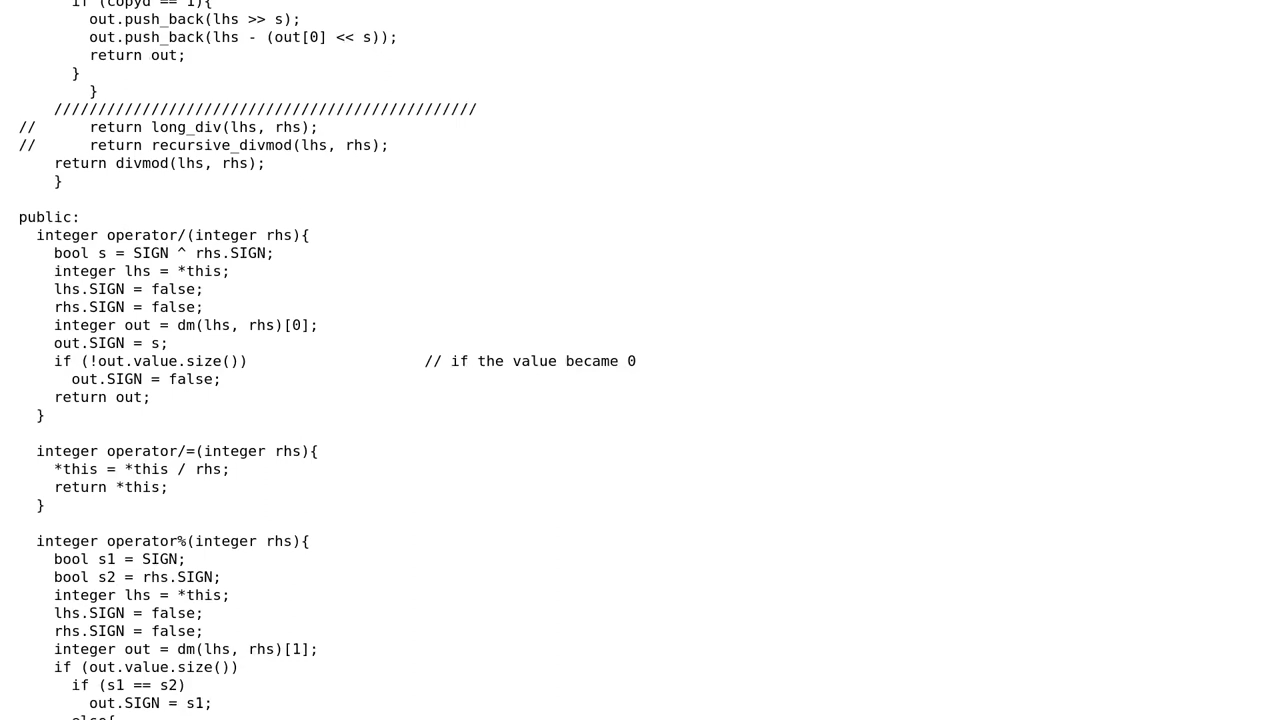 if (copyd == 1){
out.push_back(lhs >> s);
out.push_back(lhs - (out[0] << s));
return out;
}
}
////////////////////////////////////////////////
//      return long_div(lhs, rhs);
//      return recursive_divmod(lhs, rhs);
return divmod(lhs, rhs);
}
public:
integer operator/(integer rhs){
bool s = SIGN ^ rhs.SIGN;
integer lhs = *this;
lhs.SIGN = false;
rhs.SIGN = false;
integer out = dm(lhs, rhs)[0];
out.SIGN = s;
if (!out.value.size())                    // if the value became 0
out.SIGN = false;
return out;
}
integer operator/=(integer rhs){
*this = *this / rhs;
return *this;
}
integer operator%(integer rhs){
bool s1 = SIGN;
bool s2 = rhs.SIGN;
integer lhs = *this;
lhs.SIGN = false;
rhs.SIGN = false;
integer out = dm(lhs, rhs)[1];
if (out.value.size())
if (s1 == s2)
out.SIGN = s1;
else{